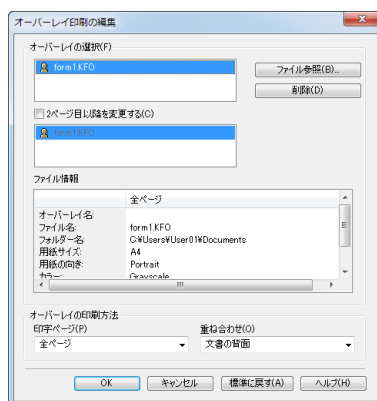 オーバーレイ印刷の編集
オーバーレイの選択(F)
form1.KFO
ファイル参照(B)...
削除(D)
2ページ目以降を変更する(C)
form1.KFO
ファイル情報
全ページ
オーバーレイ名:
ファイル名: form1.KFO
フォルダー名: C:¥Users¥User01¥Documents
用紙サイズ: A4
用紙の向き: Portrait
カラー: Grayscale
オーバーレイの印刷方法
印字ページ(P) 重ね合わせ(O)
全ページ 文書の背面
OK キャンセル 標準に戻す(A) ヘルプ(H)